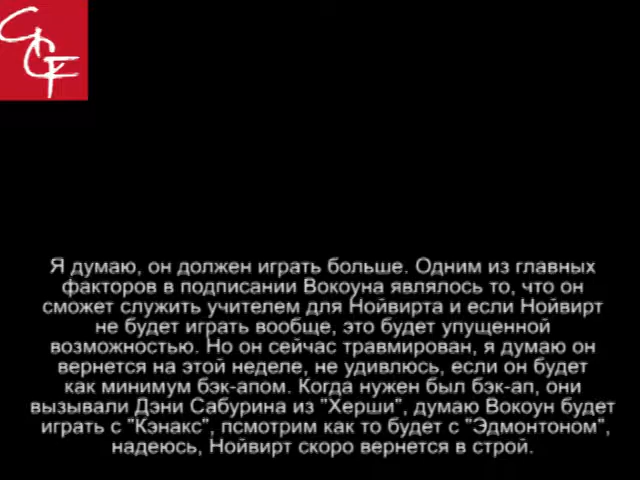 GCF
Я думаю, он должен играть больше. Одним из главных
факторов в подписании Вокоуна являлось то, что он
сможет служить учителем для Нойвирта и если Нойвирт
не будет играть вообще, это будет упущенной
возможностью. Но он сейчас травмирован, я думаю он
вернется на этой неделе, не удивлюсь, если он будет
как минимум бэк-апом. Когда нужен был бэк-ап, они
вызывали Дэни Сабурина из "Херши", думаю Вокоун будет
играть с "Кэнакс", псмотрим как то будет с "Эдмонтоном",
надеюсь, Нойвирт скоро вернется в строй.